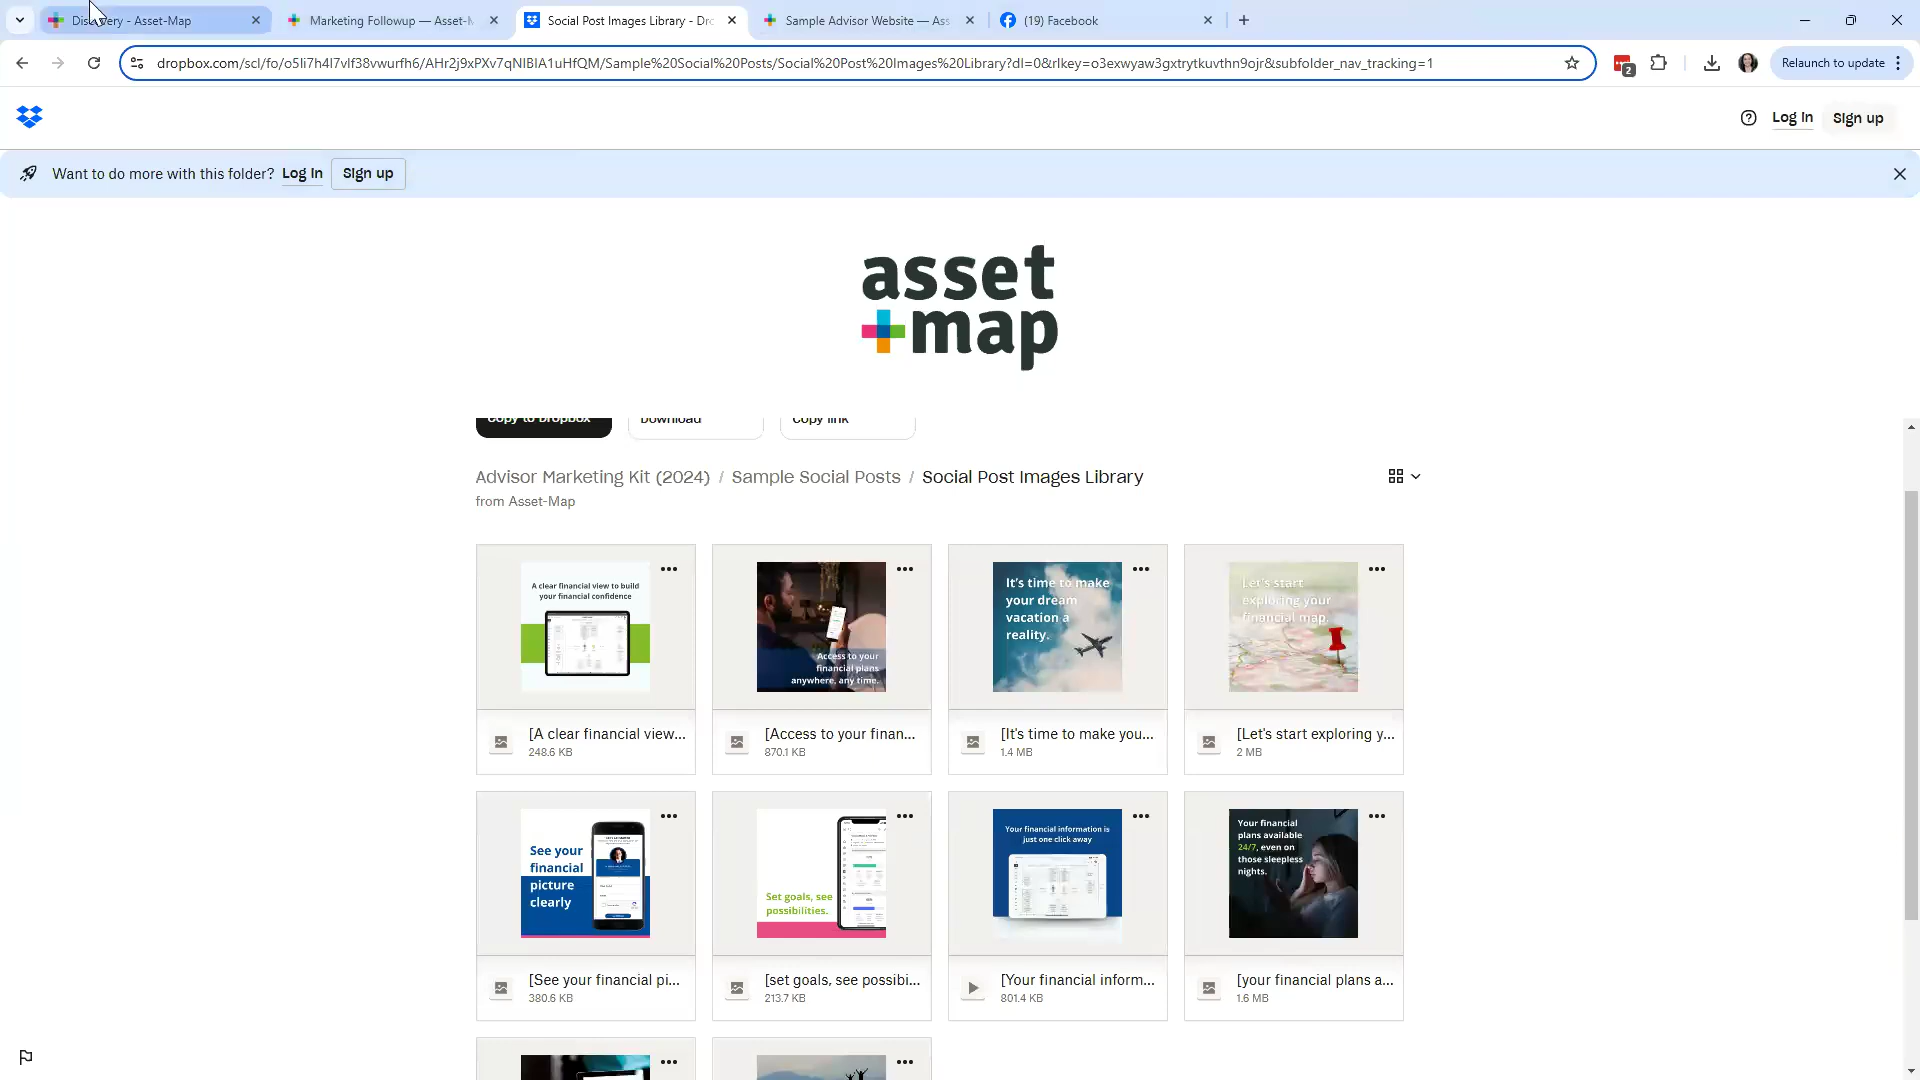 Discovery - Asset-Map
Marketing Followup — Asset-M
Social Post Images Library - Dro
Sample Advisor Website — Ass
(19) Facebook
dropbox.com/scl/fo/o5li7h4l7vlf38vwurfh6/AHr2j9xPXv7qNIBIA1uHfQM/Sample%20Social%20Posts/Social%20Post%20Images%20Library?dl=0&rlkey=o3exwyaw3gxtrytkuvthn9ojr&subfolder_nav_tracking=1
2
Relaunch to update
Log in
Sign up
Want to do more with this folder? Log in Sign up
asset
map
Copy to Dropbox
Download
Copy link
Advisor Marketing Kit (2024) / Sample Social Posts / Social Post Images Library
from Asset-Map
A clear financial view to build
your financial confidence
Access to your
financial plans
anywhere, any time.
It's time to make
your dream
vacation a
reality.
Let's start
exploring your
financial map.
[A clear financial view...
248.6 KB
[Access to your finan...
870.1 KB
[It's time to make you...
1.4 MB
[Let's start exploring y...
2 MB
See your
financial
picture
clearly
Set goals, see
possibilities.
Your financial information is
just one click away
Your financial
plans available
24/7, even on
those sleepless
nights.
[See your financial pi...
380.6 KB
[set goals, see possibi...
213.7 KB
[Your financial inform...
801.4 KB
[your financial plans a...
1.6 MB